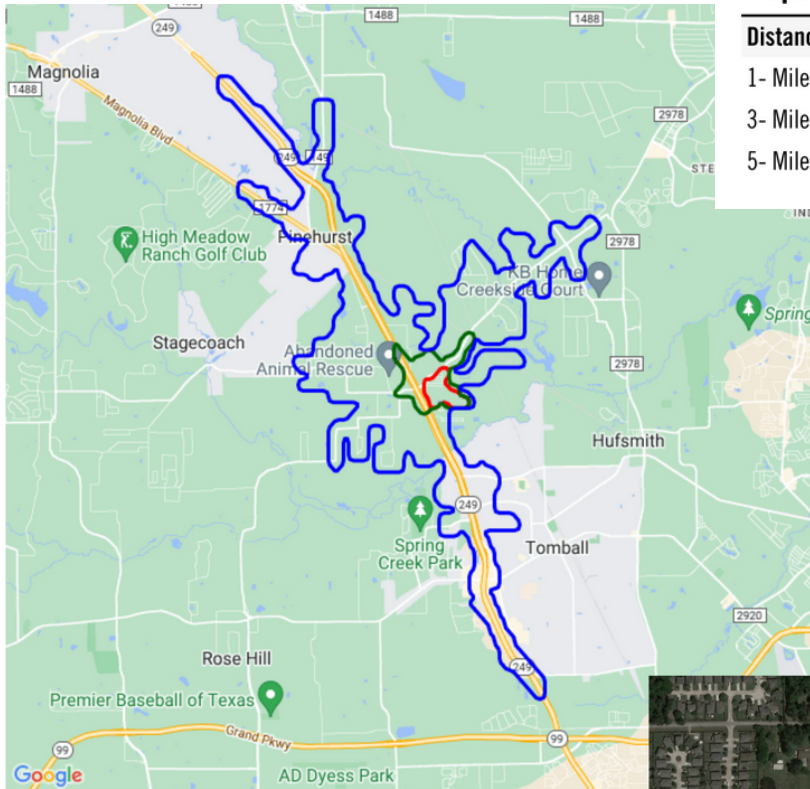 1488
249
1488
1488
Magnolia
1488
Magnolia Blvd
2978
Distanc
1- Mile
3- Mile
5- Mile
STE
249
149
1774
Pinehurst
High Meadow
Ranch Golf Club
2978
KB Home
Creekside Court
IND
Spring
Stagecoach
Abandoned
Animal Rescue
2978
Hufsmith
249
Spring
Creek Park
Tomball
2920
Rose Hill
249
Premier Baseball of Texas
Grand Pkwy
99
99
AD Dyess Park
Google